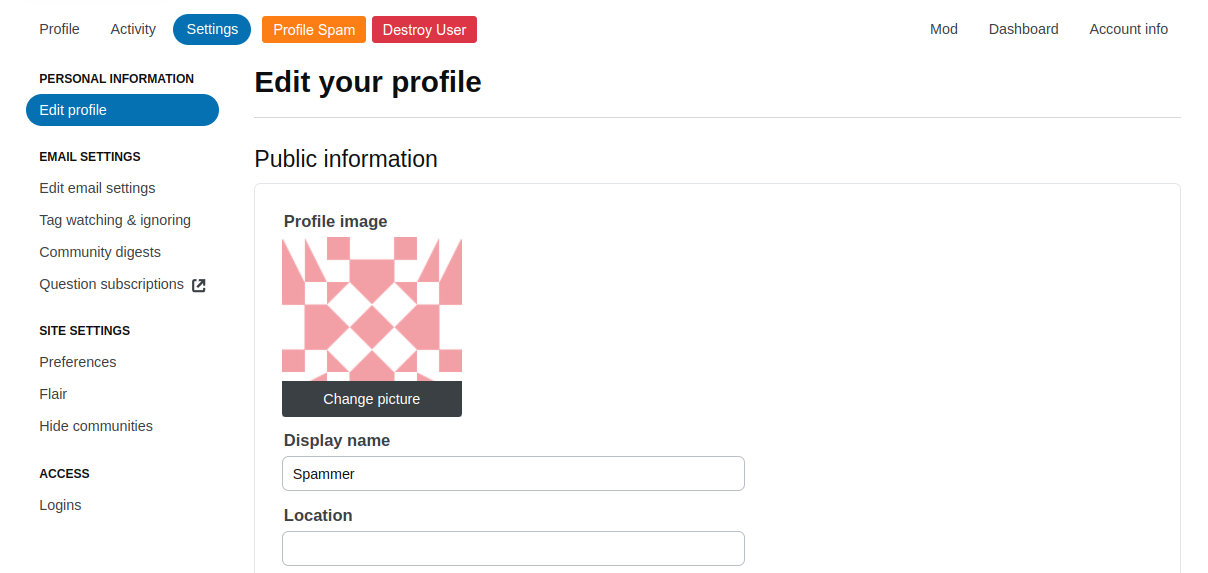 Profile Activity Settings Profile Spam Destroy User Mod Dashboard Account info
PERSONAL INFORMATION
Edit profile
EMAIL SETTINGS
Edit email settings
Tag watching & ignoring
Community digests
Question subscriptions
SITE SETTINGS
Preferences
Flair
Hide communities
ACCESS
Logins
Edit your profile
Public information
Profile image
Change picture
Display name
Spammer
Location